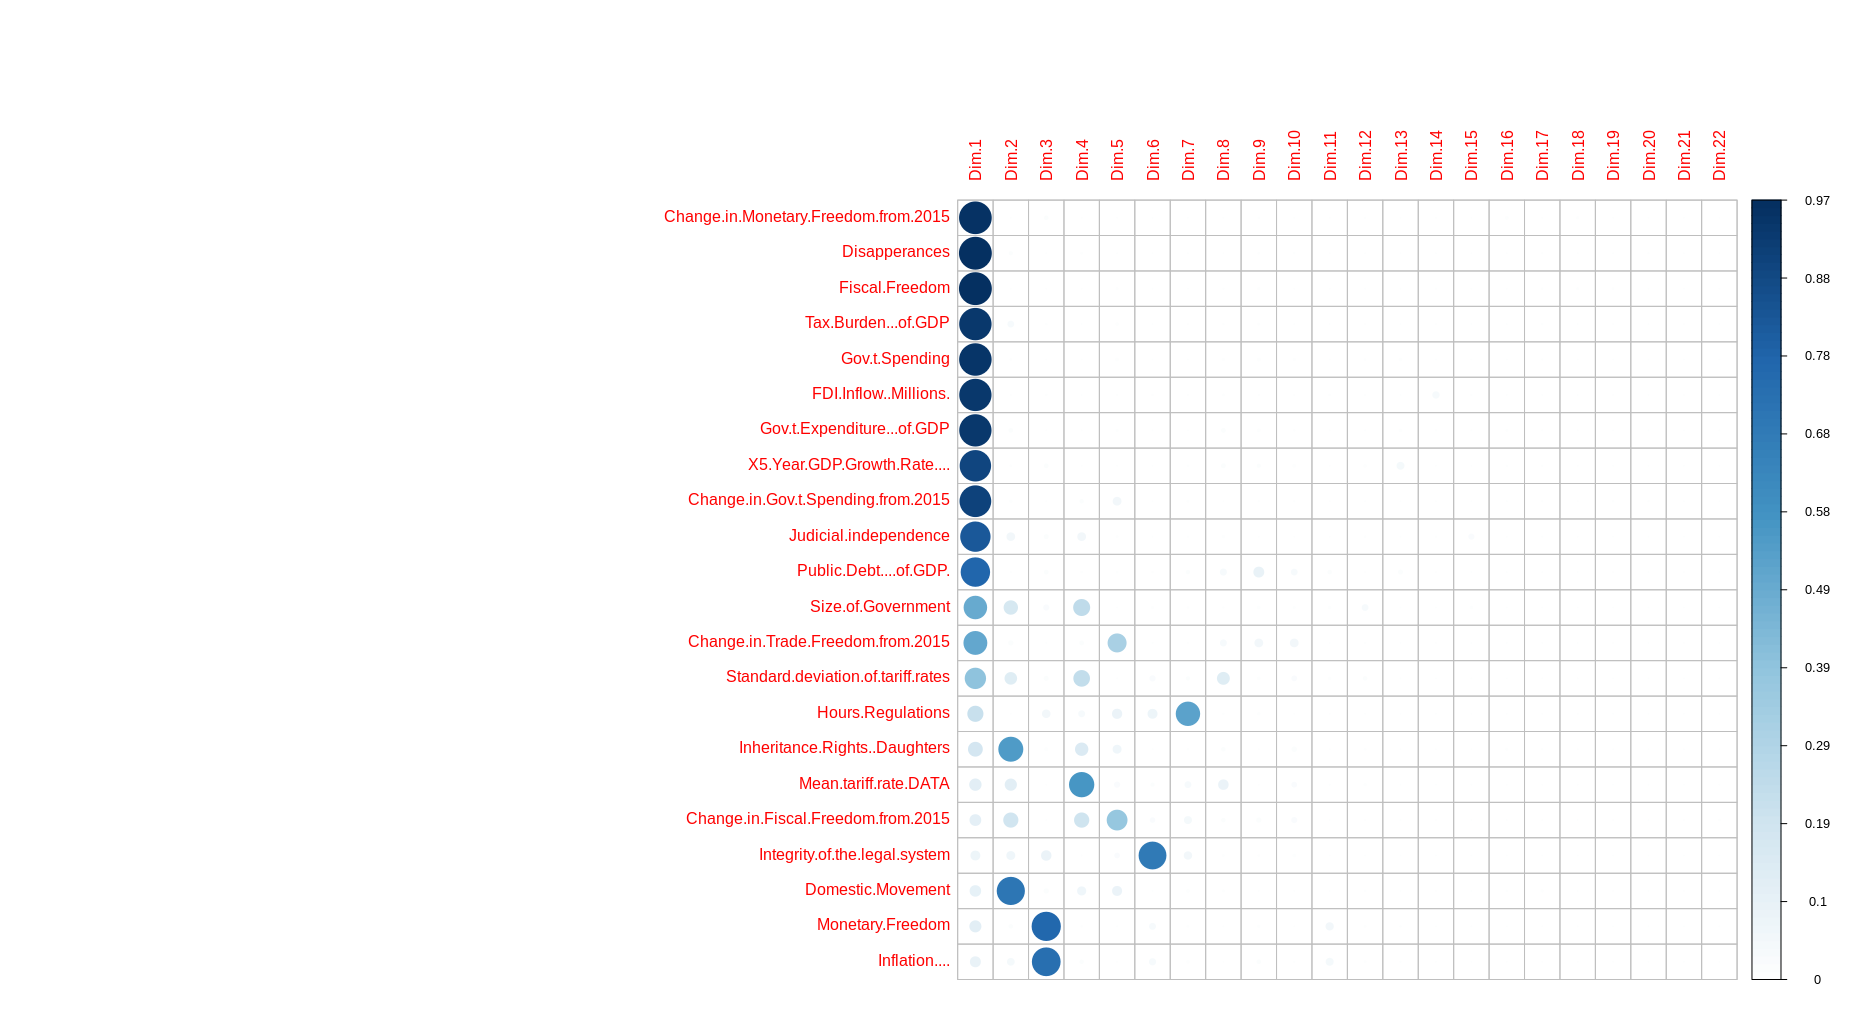 Dim.1
Dim.2
Dim.3
Dim.4
Dim.5
Dim.6
Dim.7
Dim.8
Dim.9
Dim.10
Dim.11
Dim.12
Dim.13
Dim.14
Dim.15
Dim.16
Dim.17
Dim.18
Dim.19
Dim.20
Dim.21
Dim.22
Change.in.Monetary.Freedom.from.2015
Disapperances
Fiscal.Freedom
Tax.Burden...of.GDP
Gov.t.Spending
FDI.Inflow..Millions.
Gov.t.Expenditure...of.GDP
X5.Year.GDP.Growth.Rate....
Change.in.Gov.t.Spending.from.2015
Judicial.independence
Public.Debt....of.GDP.
Size.of.Government
Change.in.Trade.Freedom.from.2015
Standard.deviation.of.tariff.rates
Hours.Regulations
Inheritance.Rights..Daughters
Mean.tariff.rate.DATA
Change.in.Fiscal.Freedom.from.2015
Integrity.of.the.legal.system
Domestic.Movement
Monetary.Freedom
Inflation....
0.97
0.88
0.78
0.68
0.58
0.49
0.39
0.29
0.19
0.1
0